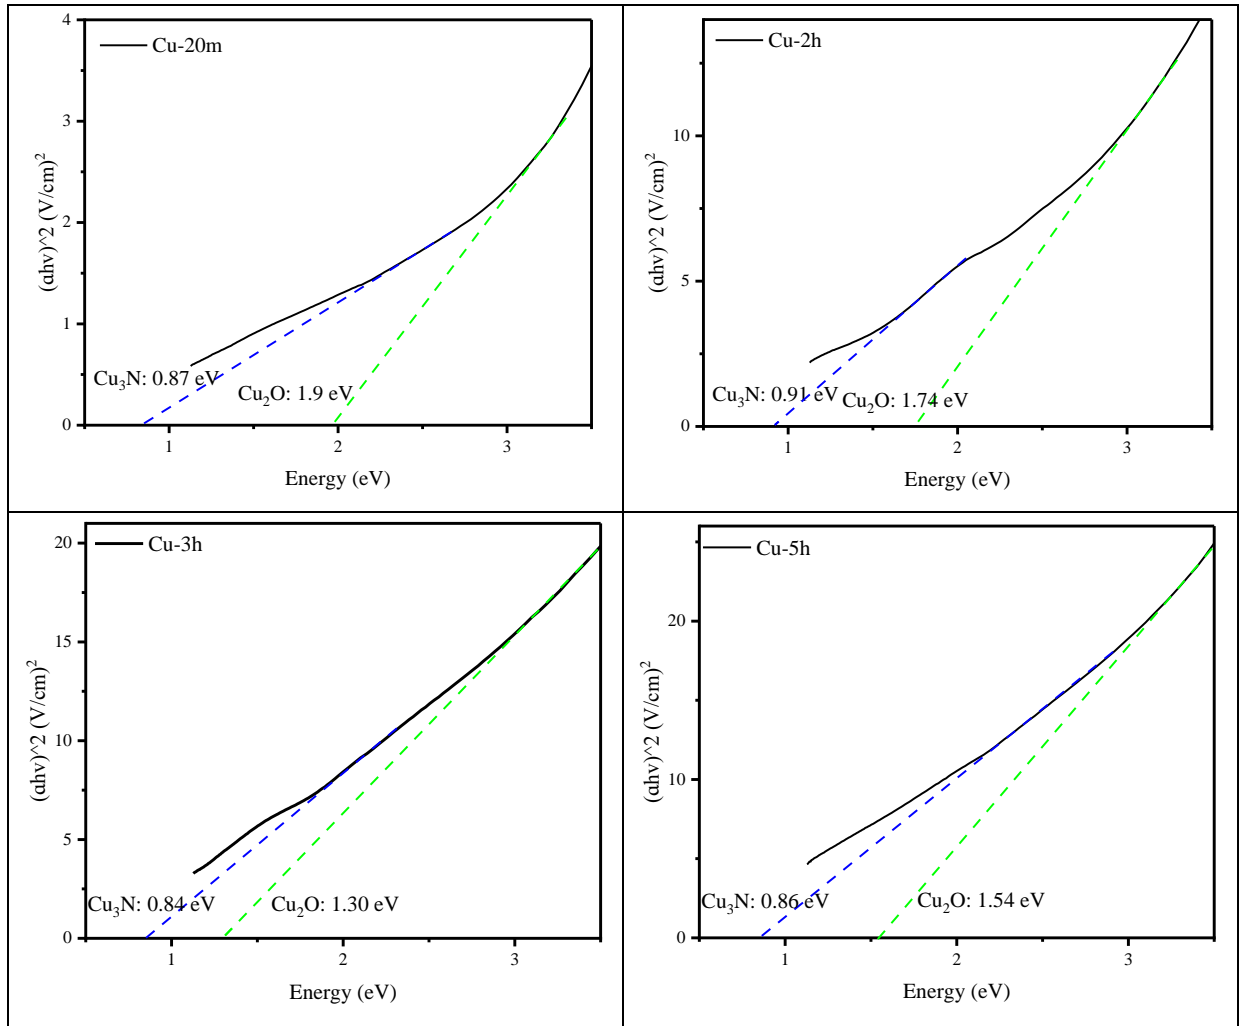 Cu-20m
4
3
2
1
0
(αhν)^2 (V/cm)²
Cu₃N: 0.87 eV
Cu₂O: 1.9 eV
1 2 3
Energy (eV)
Cu-2h
10
5
0
(αhν)^2 (V/cm)²
Cu₃N: 0.91 eV
Cu₂O: 1.74 eV
1 2 3
Energy (eV)
Cu-3h
20
15
10
5
0
(αhν)^2 (V/cm)²
Cu₃N: 0.84 eV
Cu₂O: 1.30 eV
1 2 3
Energy (eV)
Cu-5h
20
10
0
(αhν)^2 (V/cm)²
Cu₃N: 0.86 eV
Cu₂O: 1.54 eV
1 2 3
Energy (eV)